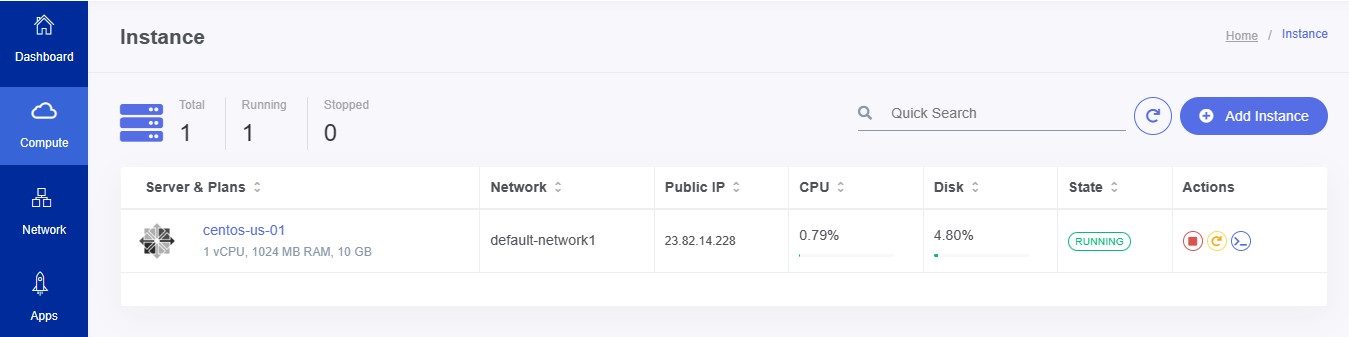 Dashboard
Compute
Network
Apps
Instance
Home / Instance
Total
1
Running
1
Stopped
0
Quick Search
Add Instance
Server & Plans
Network
Public IP
CPU
Disk
State
Actions
centos-us-01
1 vCPU, 1024 MB RAM, 10 GB
default-network1
23.82.14.228
0.79%
4.80%
RUNNING